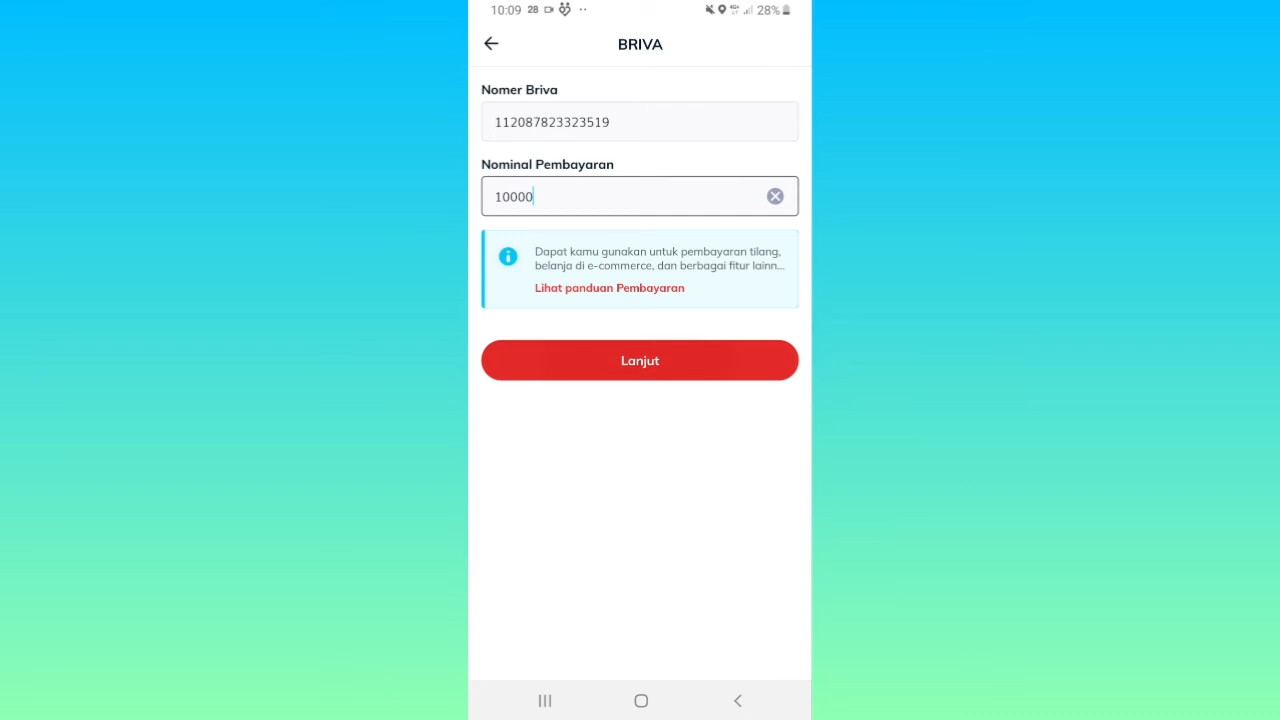 10:09 28 28%
BRIVA
Nomer Briva
112087823323519
Nominal Pembayaran
10000
Dapat kamu gunakan untuk pembayaran tilang,
belanja di e-commerce, dan berbagai fitur lainn...
Lihat panduan Pembayaran
Lanjut